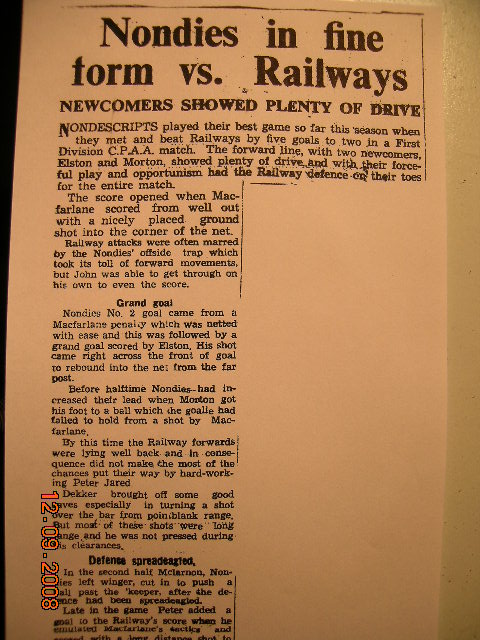 Nondies in fine
form vs. Railways
NEWCOMERS SHOWED PLENTY OF DRIVE
NONDESCRIPTS played their best game so far this season when
they met and beat Railways by five goals to two in a First
Division C.P.A.A. match. The forward line, with two newcomers,
Elston and Morton, showed plenty of drive and with their force-
ful play and opportunism had the Railway defence on their toes
for the entire match.
The score opened when Mac-
farlane scored from well out
with a nicely placed ground
shot into the corner of the net.
Railway attacks were often marred
by the Nondies' offside trap which
took its toll of forward movements,
but John was able to get through on
his own to even the score.
Grand goal
Nondies No. 2 goal came from a
Macfarlane penalty which was netted
with ease and this was followed by a
grand goal scored by Elston. His shot
came right across the front of goal
to rebound into the net from the far
post.
Before halftime Nondies had in-
creased their lead when Morton got
his foot to a ball which the goalie had
failed to hold from a shot by Mac-
farlane.
By this time the Railway forwards
were lying well back and in conse-
quence did not make the most of the
chances put their way by hard-work-
ing Peter Jared
Dekker brought off some good
aves especially in turning a shot
over the bar from pointblank range.
But most of these shots were long
range and he was not pressed during
is clearances.
Defence spreadeagled.
In the second half McIarnon, Non-
ies left winger, cut in to push a
all past the 'keeper, after the de-
ence had been spreadeagled.
Late in the game Peter added a
goal to the Railway's score when he
emulated Macfarlane's tactics and
with a long distance shot to
12-09-2008